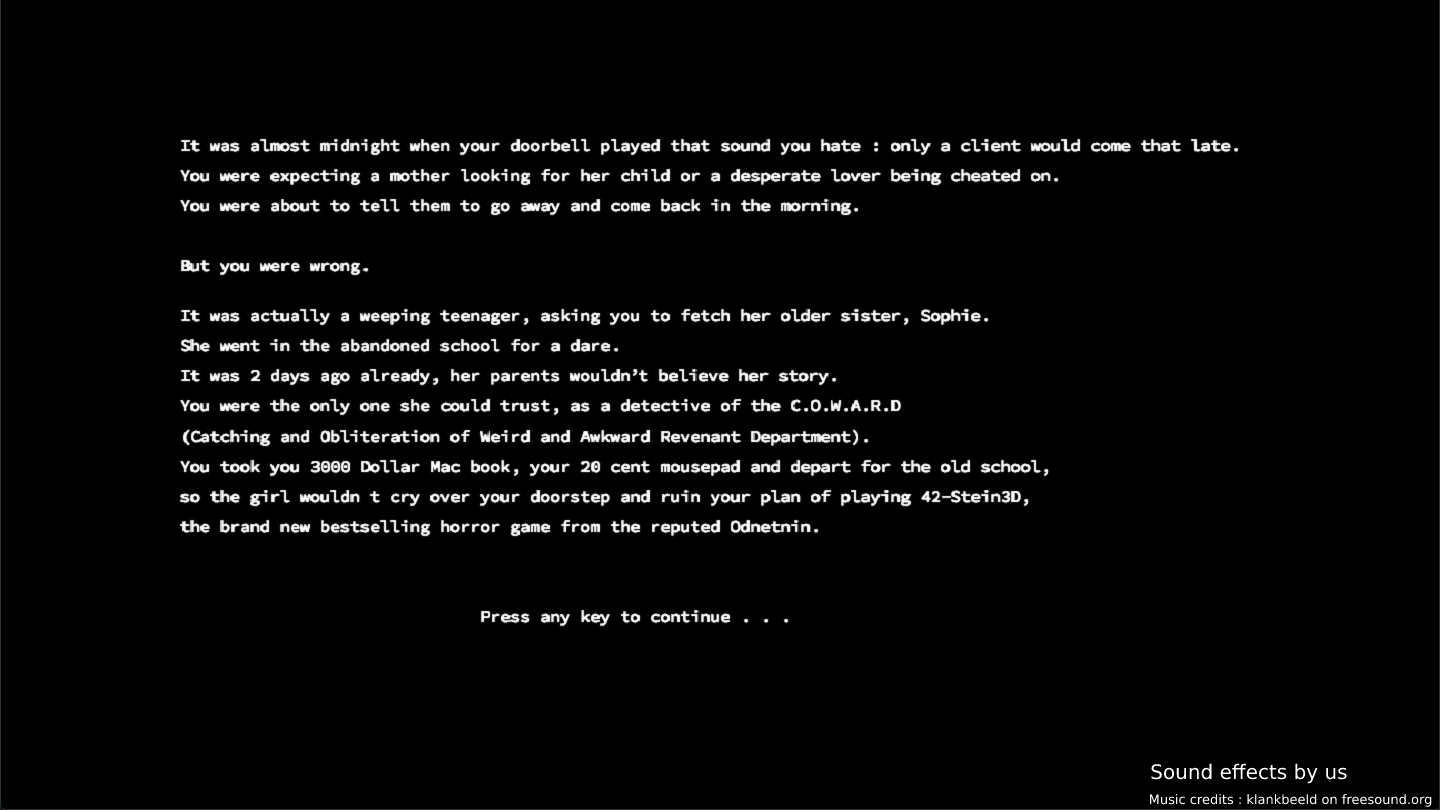 It was almost midnight when your doorbell played that sound you hate : only a client would come that late.
You were expecting a mother looking for her child or a desperate lover being cheated on.
You were about to tell them to go away and come back in the morning.
But you were wrong.
It was actually a weeping teenager, asking you to fetch her older sister, Sophie.
She went in the abandoned school for a dare.
It was 2 days ago already, her parents wouldn't believe her story.
You were the only one she could trust, as a detective of the C.O.W.A.R.D
(Catching and Obliteration of Weird and Awkward Revenant Department).
You took you 3000 Dollar Mac book, your 20 cent mousepad and depart for the old school,
so the girl wouldn t cry over your doorstep and ruin your plan of playing 42-Stein3D,
the brand new bestselling horror game from the reputed Odnetnin.
Press any key to continue . . .
Sound effects by us
Music credits : klankbeeld on freesound.org